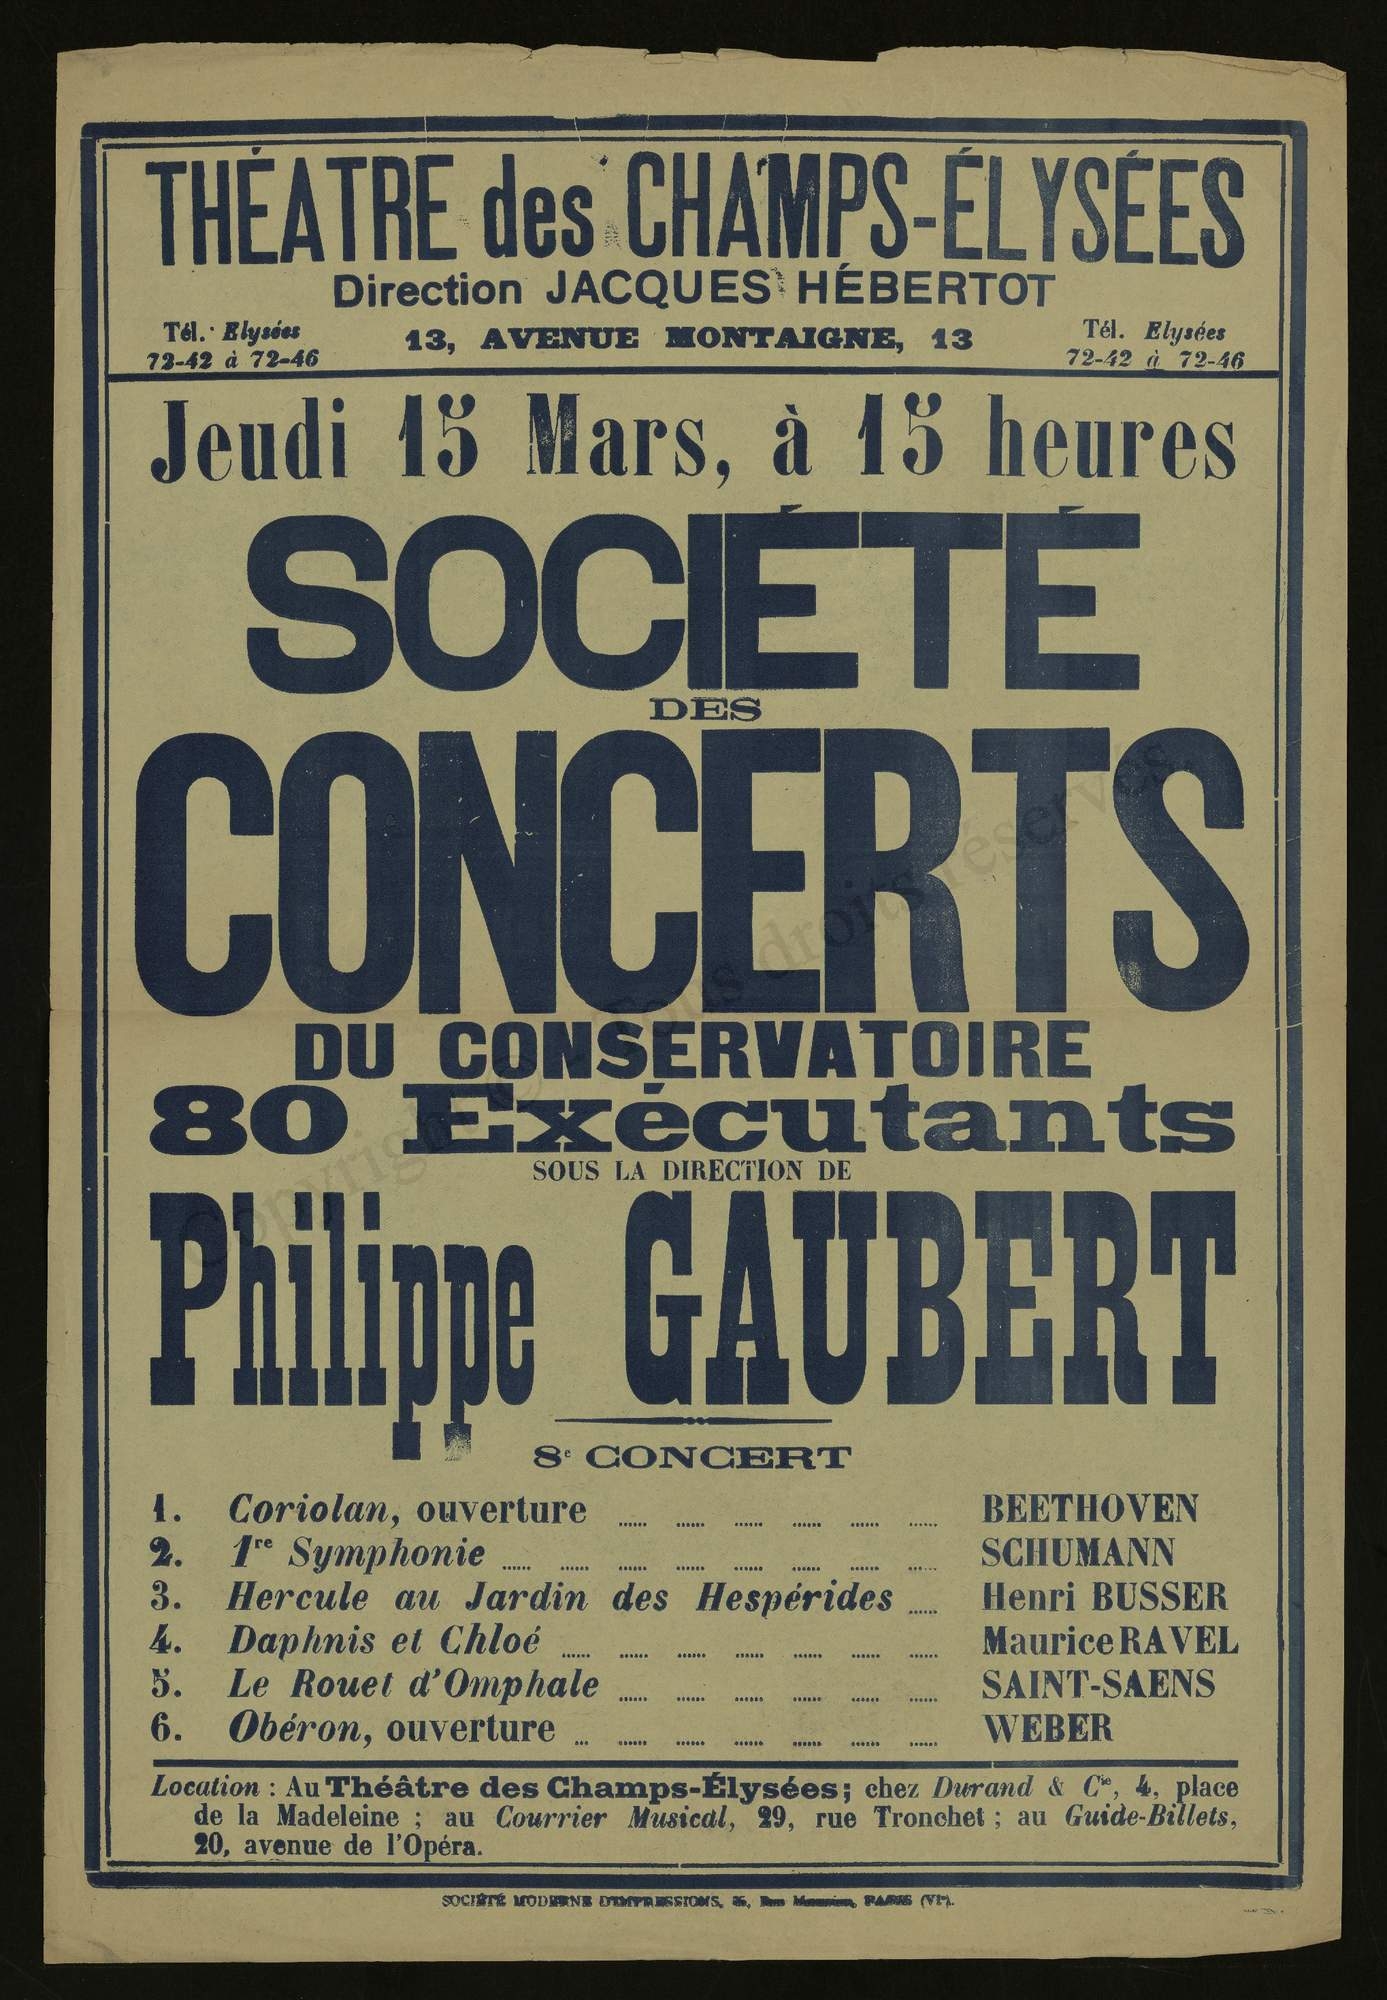 THÉATRE des CHAMPS-ÉLYSÉES
Direction JACQUES HÉBERTOT
Tél. Elysées
72-42 à 72-46
13, AVENUE MONTAIGNE, 13
Tél. Elysées
72-42 à 72-46
Jeudi 15 Mars, à 15 heures
SOCIÉTÉ
DES
CONCERTS
DU CONSERVATOIRE
80 Exécutants
SOUS LA DIRECTION DE
Philippe GAUBERT
8e CONCERT
1. Coriolan, ouverture ...... ...... ...... ...... ...... ...... BEETHOVEN
2. 1re Symphonie ...... ...... ...... ...... ...... ...... ...... ...... SCHUMANN
3. Hercule au Jardin des Hespérides ...... Henri BUSSER
4. Daphnis et Chloé ...... ...... ...... ...... ...... ...... ...... Maurice RAVEL
5. Le Rouet d'Omphale ...... ...... ...... ...... ...... ...... SAINT-SAENS
6. Obéron, ouverture ... ...... ...... ...... ...... ...... ...... WEBER
Location : Au Théâtre des Champs-Élysées; chez Durand & Cie, 4, place
de la Madeleine ; au Courrier Musical, 29, rue Tronchet ; au Guide-Billets,
20, avenue de l'Opéra.
SOCIÉTÉ MODERNE D'IMPRESSIONS, Rue PARIS (VIe).
Copyright © - Tous droits réservés.